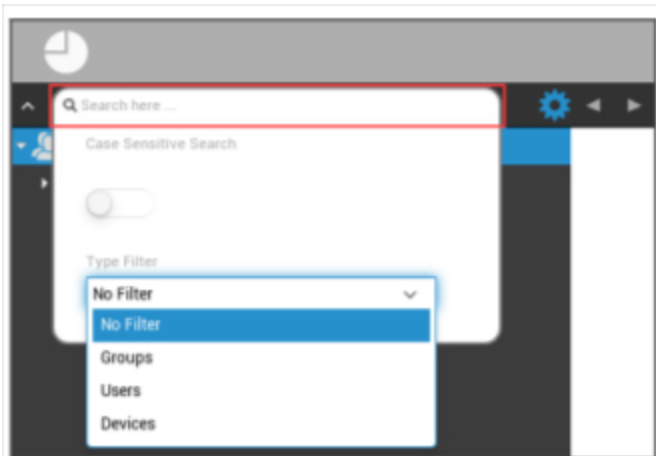 Search here ...
Case Sensitive Search
Type Filter
No Filter
No Filter
Groups
Users
Devices